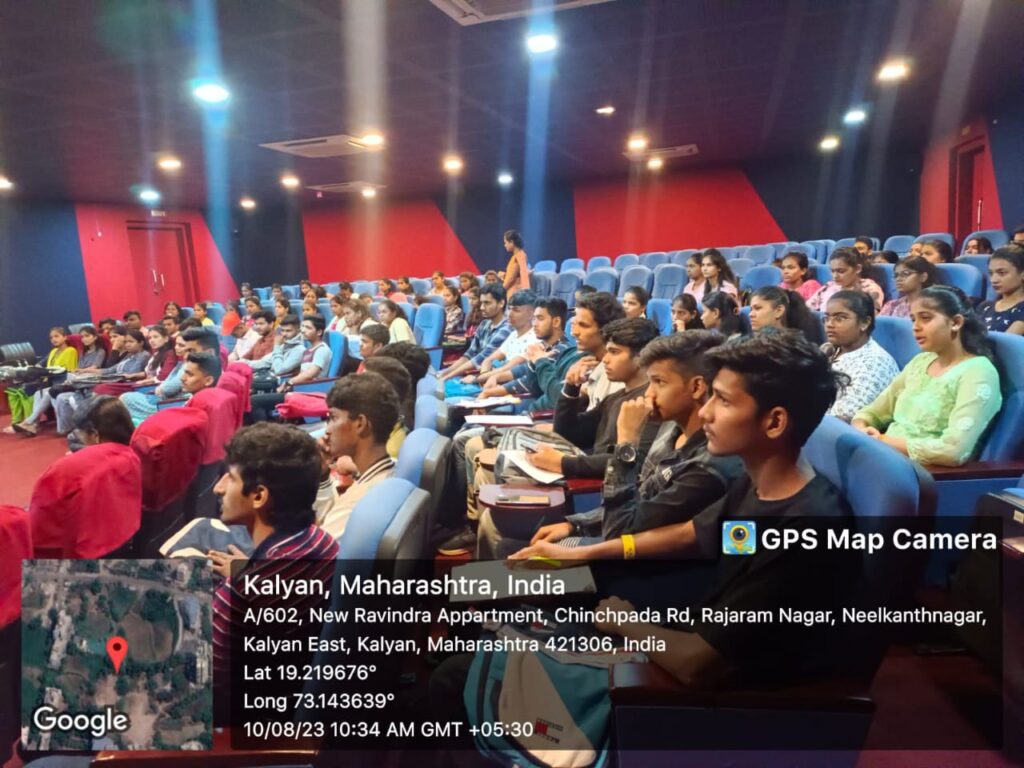 GPS Map Camera
Kalyan, Maharashtra, India
A/602, New Ravindra Appartment, Chinchpada Rd, Rajaram Nagar, Neelkanthnagar,
Kalyan East, Kalyan, Maharashtra 421306, India
Lat 19.219676°
Long 73.143639°
10/08/23 10:34 AM GMT +05:30
Google